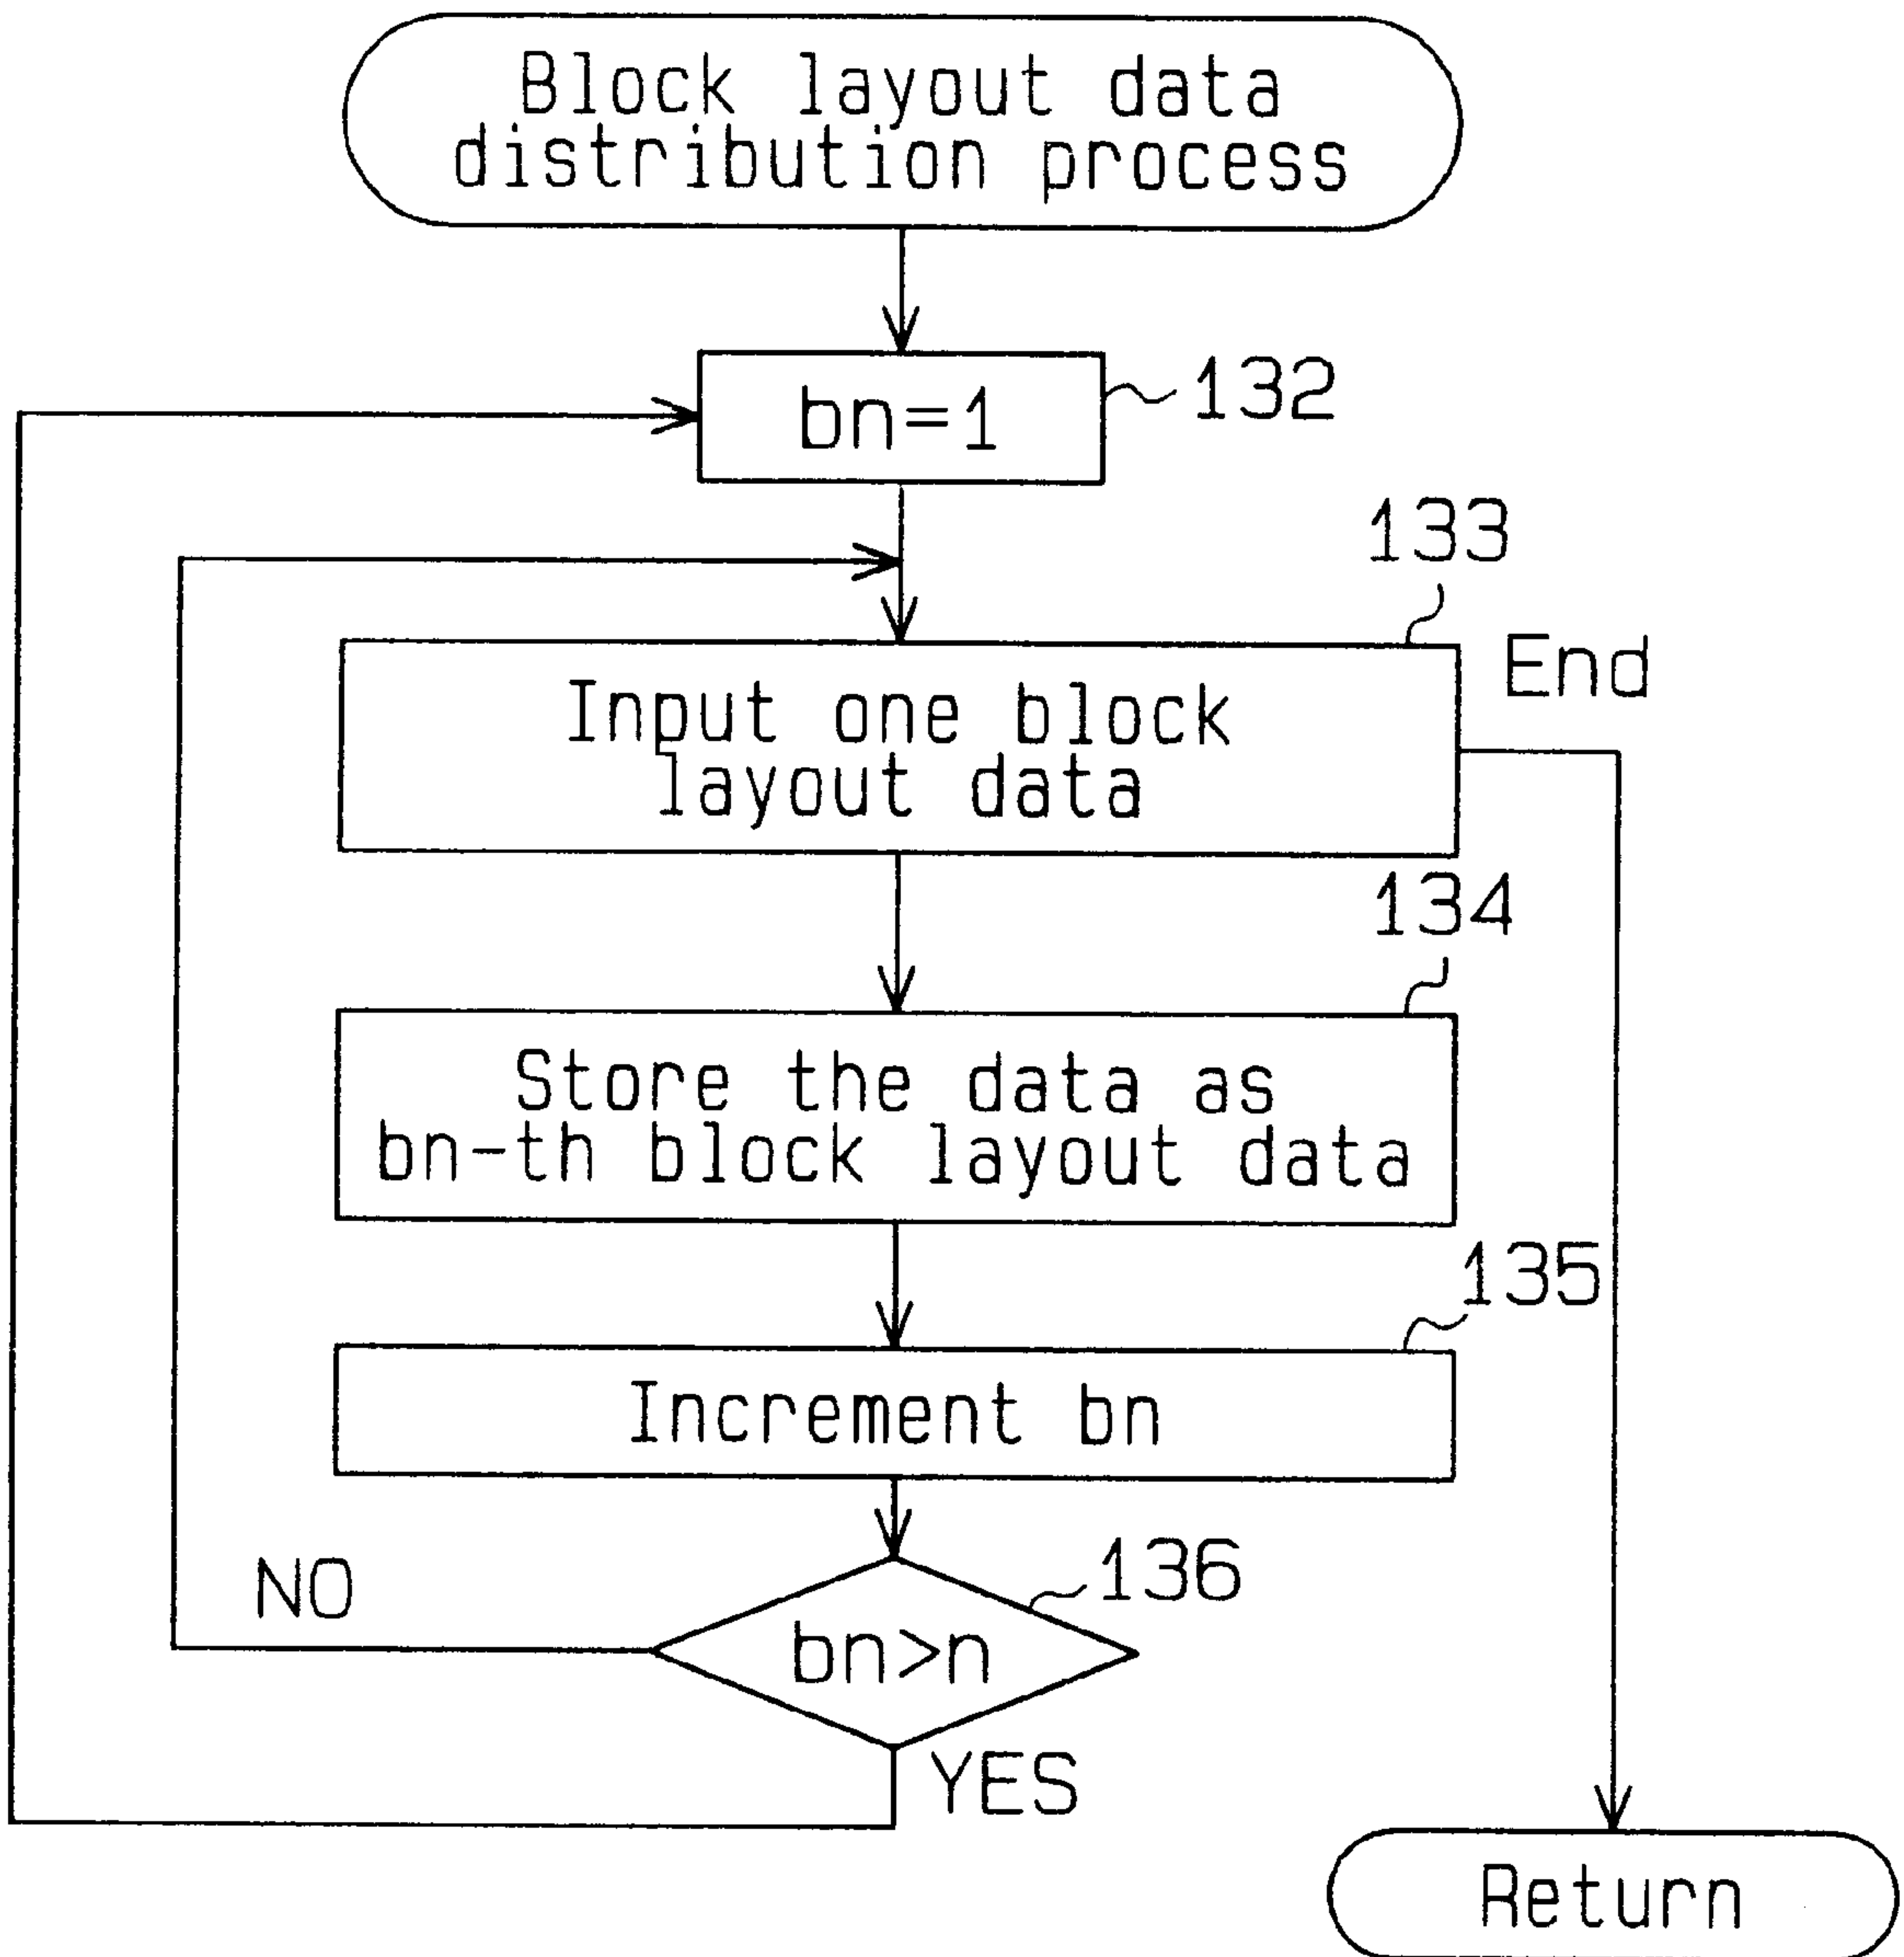 Block layout data
distribution process
132
bn=1
133
End
Input one block
layout data
134
Store the data as
bn-th block layout data
135
Increment bn
136
NO
bn>n
YES
Return